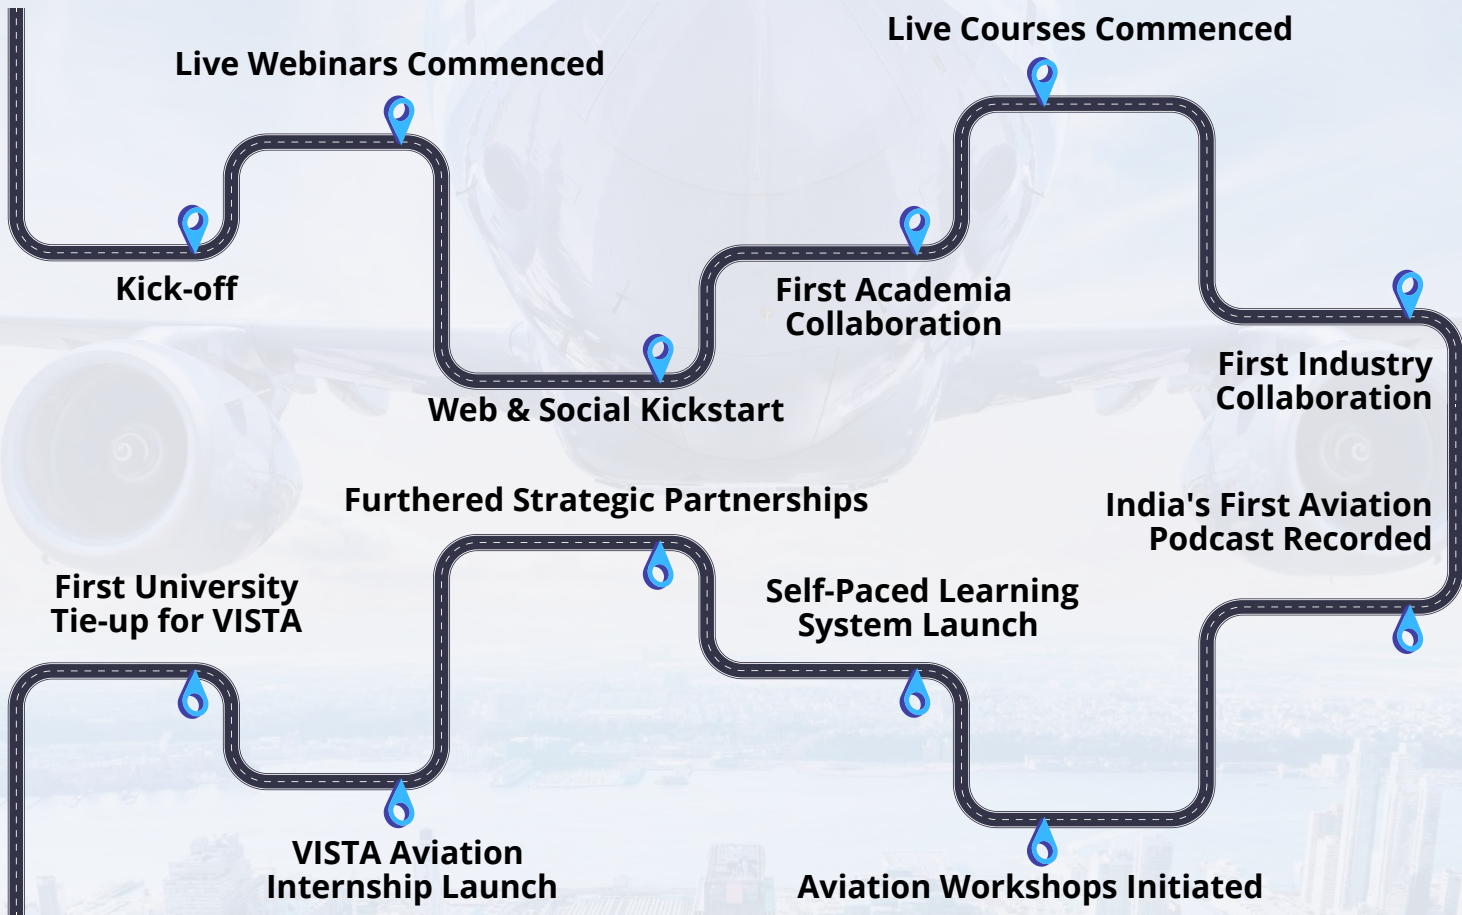 Live Courses Commenced
Live Webinars Commenced
Kick-off
First Academia
Collaboration
Web & Social Kickstart
First Industry
Collaboration
Furthered Strategic Partnerships
India's First Aviation
Podcast Recorded
First University
Tie-up for VISTA
Self-Paced Learning
System Launch
VISTA Aviation
Internship Launch
Aviation Workshops Initiated